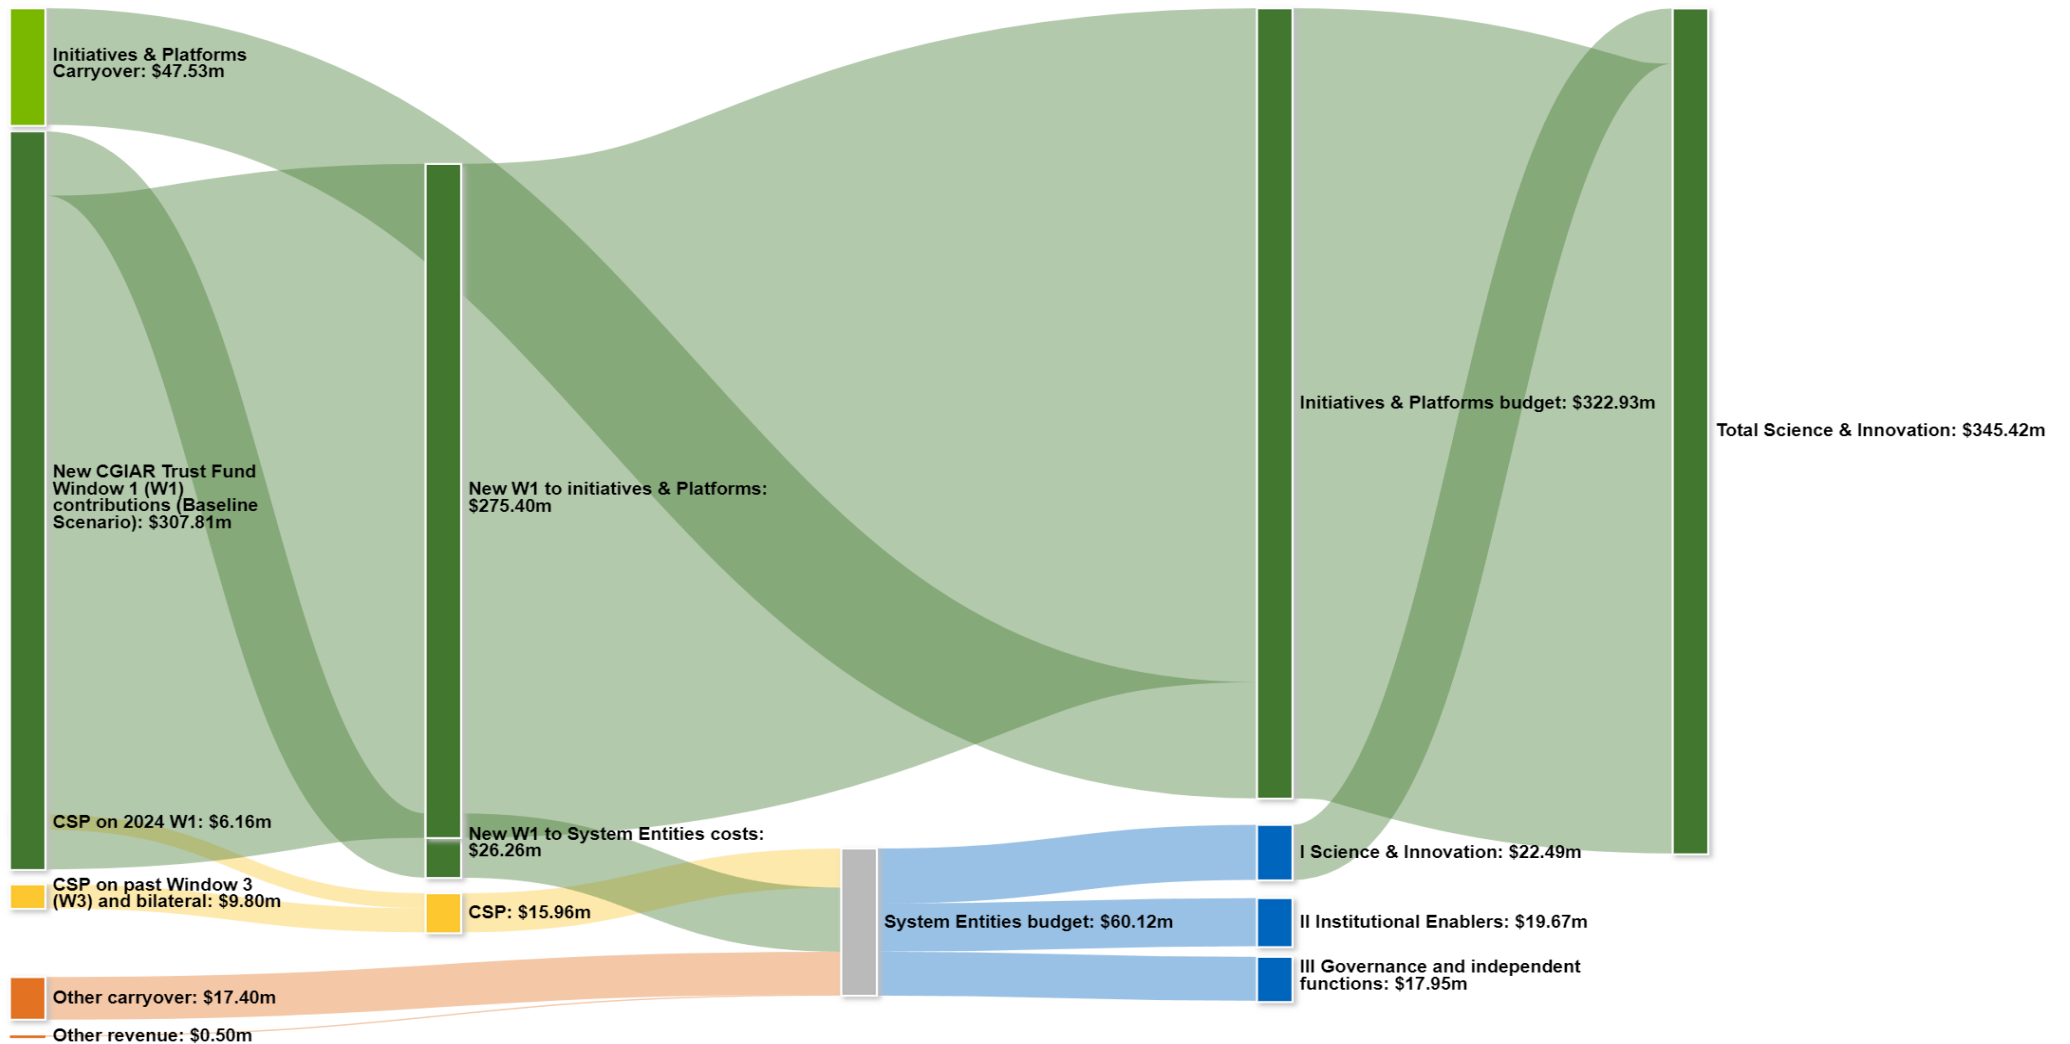 Initiatives & Platforms
Carryover: $47.53m
New CGIAR Trust Fund
Window 1 (W1)
contributions (Baseline
Scenario): $307.81m
CSP on 2024 W1: $6.16m
CSP on past Window 3
(W3) and bilateral: $9.80m
Other carryover: $17.40m
Other revenue: $0.50m
New W1 to initiatives & Platforms:
$275.40m
New W1 to System Entities costs:
$26.26m
CSP: $15.96m
System Entities budget: $60.12m
Initiatives & Platforms budget: $322.93m
I Science & Innovation: $22.49m
II Institutional Enablers: $19.67m
III Governance and independent
functions: $17.95m
Total Science & Innovation: $345.42m